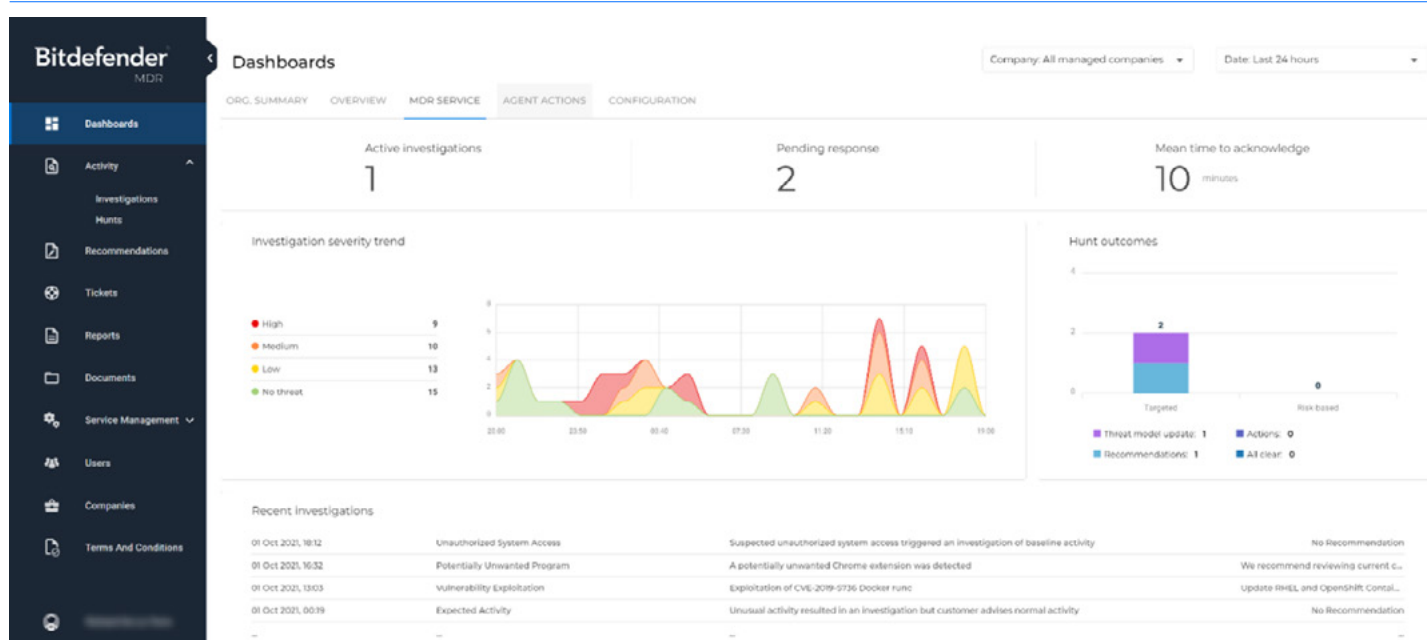 Bitdefender
MDR
Dashboards
Activity
Investigations
Hunts
Recommendations
Tickets
Reports
Documents
Service Management
Users
Companies
Terms And Conditions
Dashboards
Company: All managed companies
Date: Last 24 hours
ORG. SUMMARY OVERVIEW MDR SERVICE AGENT ACTIONS CONFIGURATION
Active investigations
1
Pending response
2
Mean time to acknowledge
10 minutes
Investigation severity trend
High 9
Medium 10
Low 13
No threat 15
8
6
4
2
0
20:00 23:50 03:40 07:30 11:20 15:10 19:00
Hunt outcomes
4
2
0
2
0
Targeted Risk based
Threat model update: 1 Actions: 0
Recommendations: 1 All clear: 0
Recent investigations
01 Oct 2021, 18:12 Unauthorized System Access Suspected unauthorized system access triggered an investigation of baseline activity No Recommendation
01 Oct 2021, 16:32 Potentially Unwanted Program A potentially unwanted Chrome extension was detected We recommend reviewing current c...
01 Oct 2021, 13:03 Vulnerability Exploitation Exploitation of CVE-2019-5736 Docker runc Update RHEL and OpenShift Contai...
01 Oct 2021, 00:19 Expected Activity Unusual activity resulted in an investigation but customer advises normal activity No Recommendation